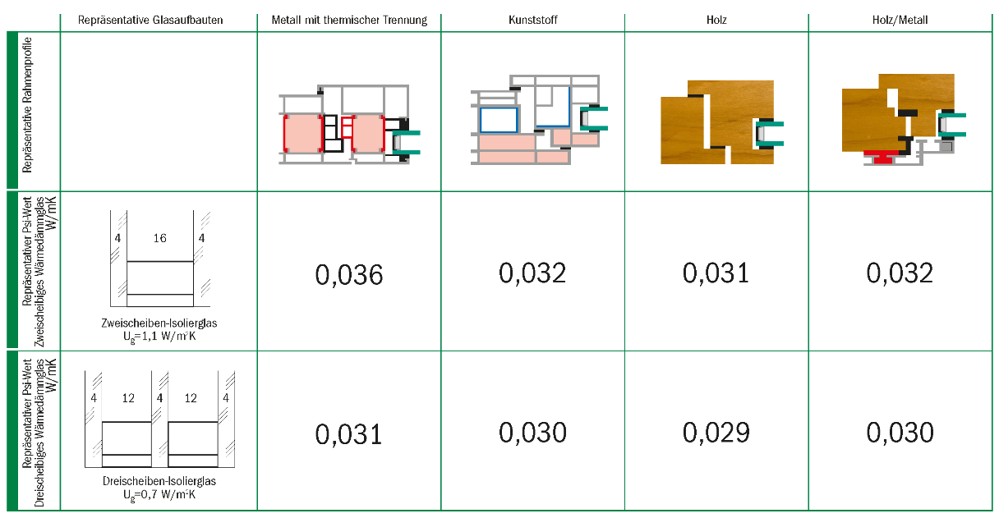 Repräsentative Glasaufbauten
Metall mit thermischer Trennung
Kunststoff
Holz
Holz/Metall
Repräsentative Rahmenprofile
Repräsentativer Psi-Wert
Zweischeibiges Wärmedämmglas
W/mK
4 16 4
Zweischeiben-Isolierglas
Ug=1,1 W/m²K
0,036
0,032
0,031
0,032
Repräsentativer Psi-Wert
Dreischeibiges Wärmedämmglas
W/mK
4 12 4 12 4
Dreischeiben-Isolierglas
Ug=0,7 W/m²K
0,031
0,030
0,029
0,030